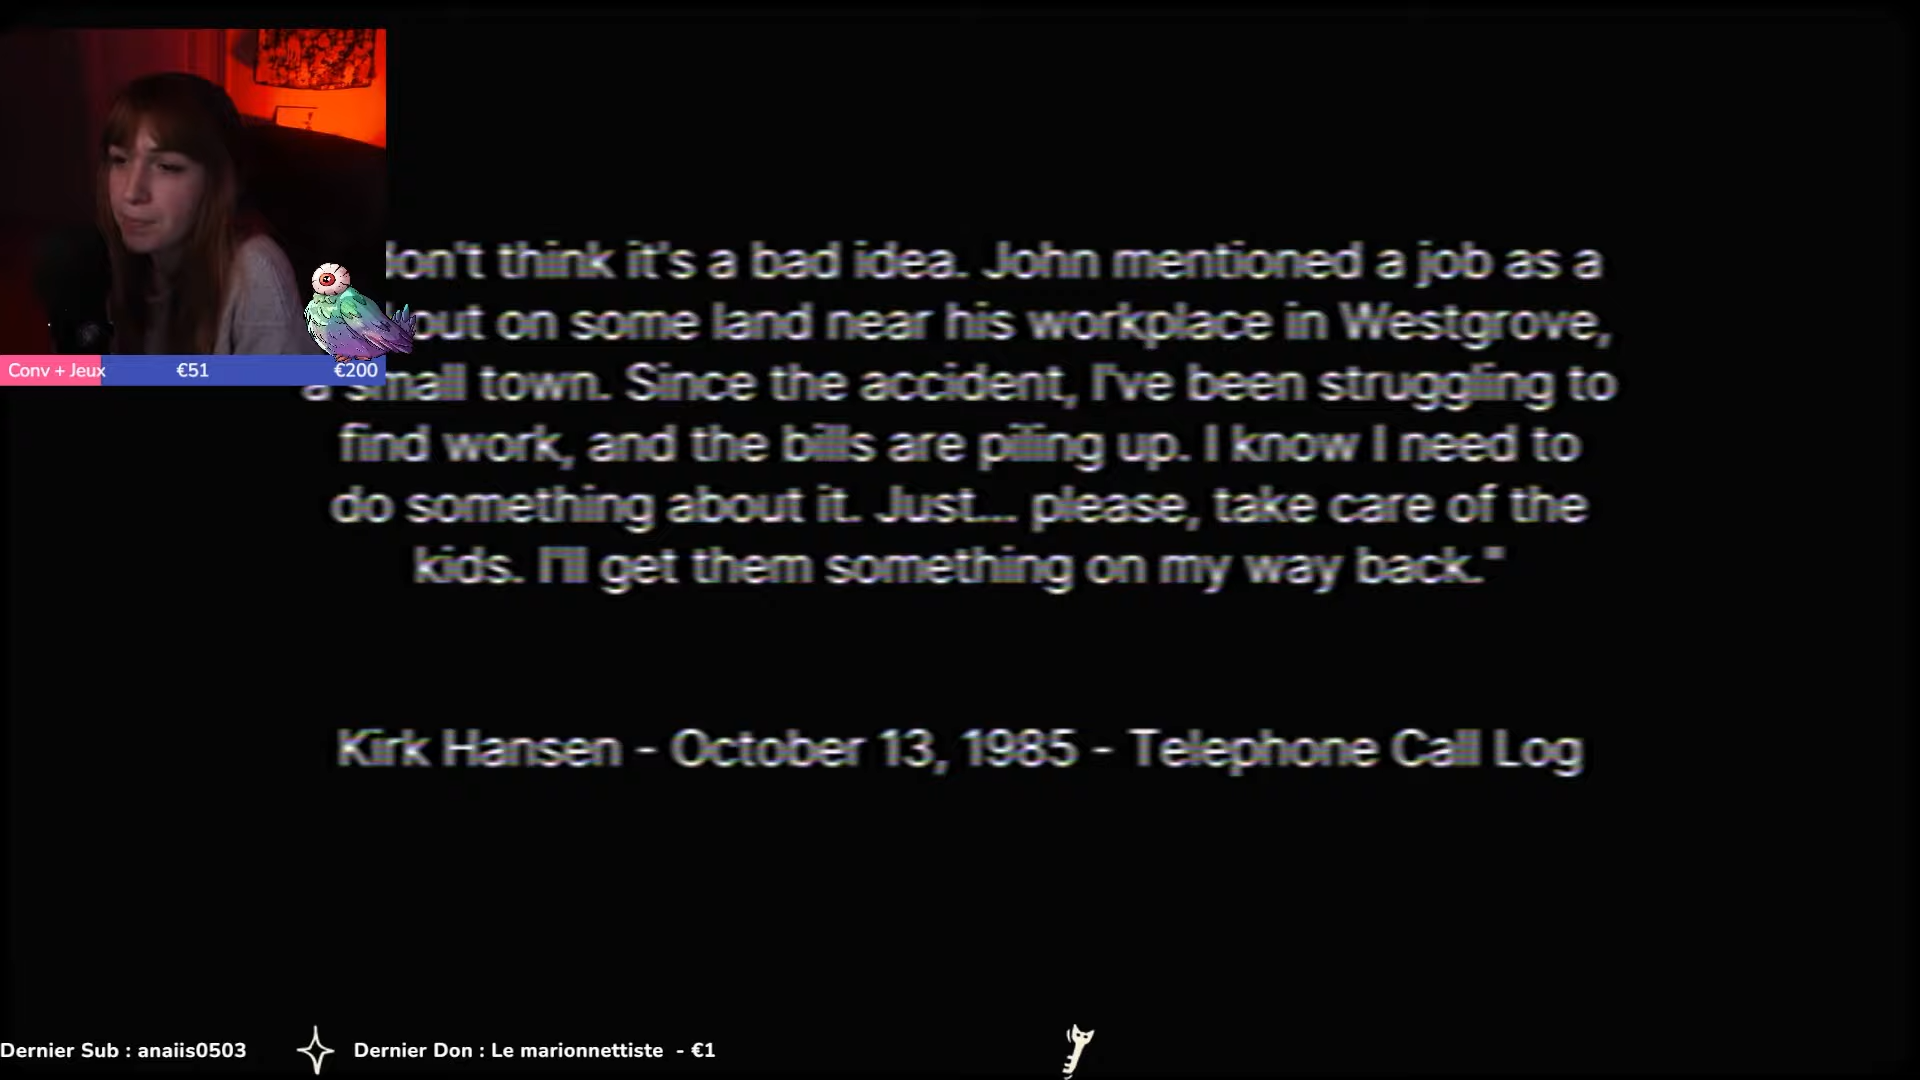 don't think it's a bad idea. John mentioned a job as a
out on some land near his workplace in Westgrove,
a small town. Since the accident, I've been struggling to
find work, and the bills are piling up. I know I need to
do something about it. Just... please, take care of the
kids. I'll get them something on my way back."
Kirk Hansen - October 13, 1985 - Telephone Call Log
Conv + Jeux €51 €200
Dernier Sub : anaiis0503 Dernier Don : Le marionnettiste - €1